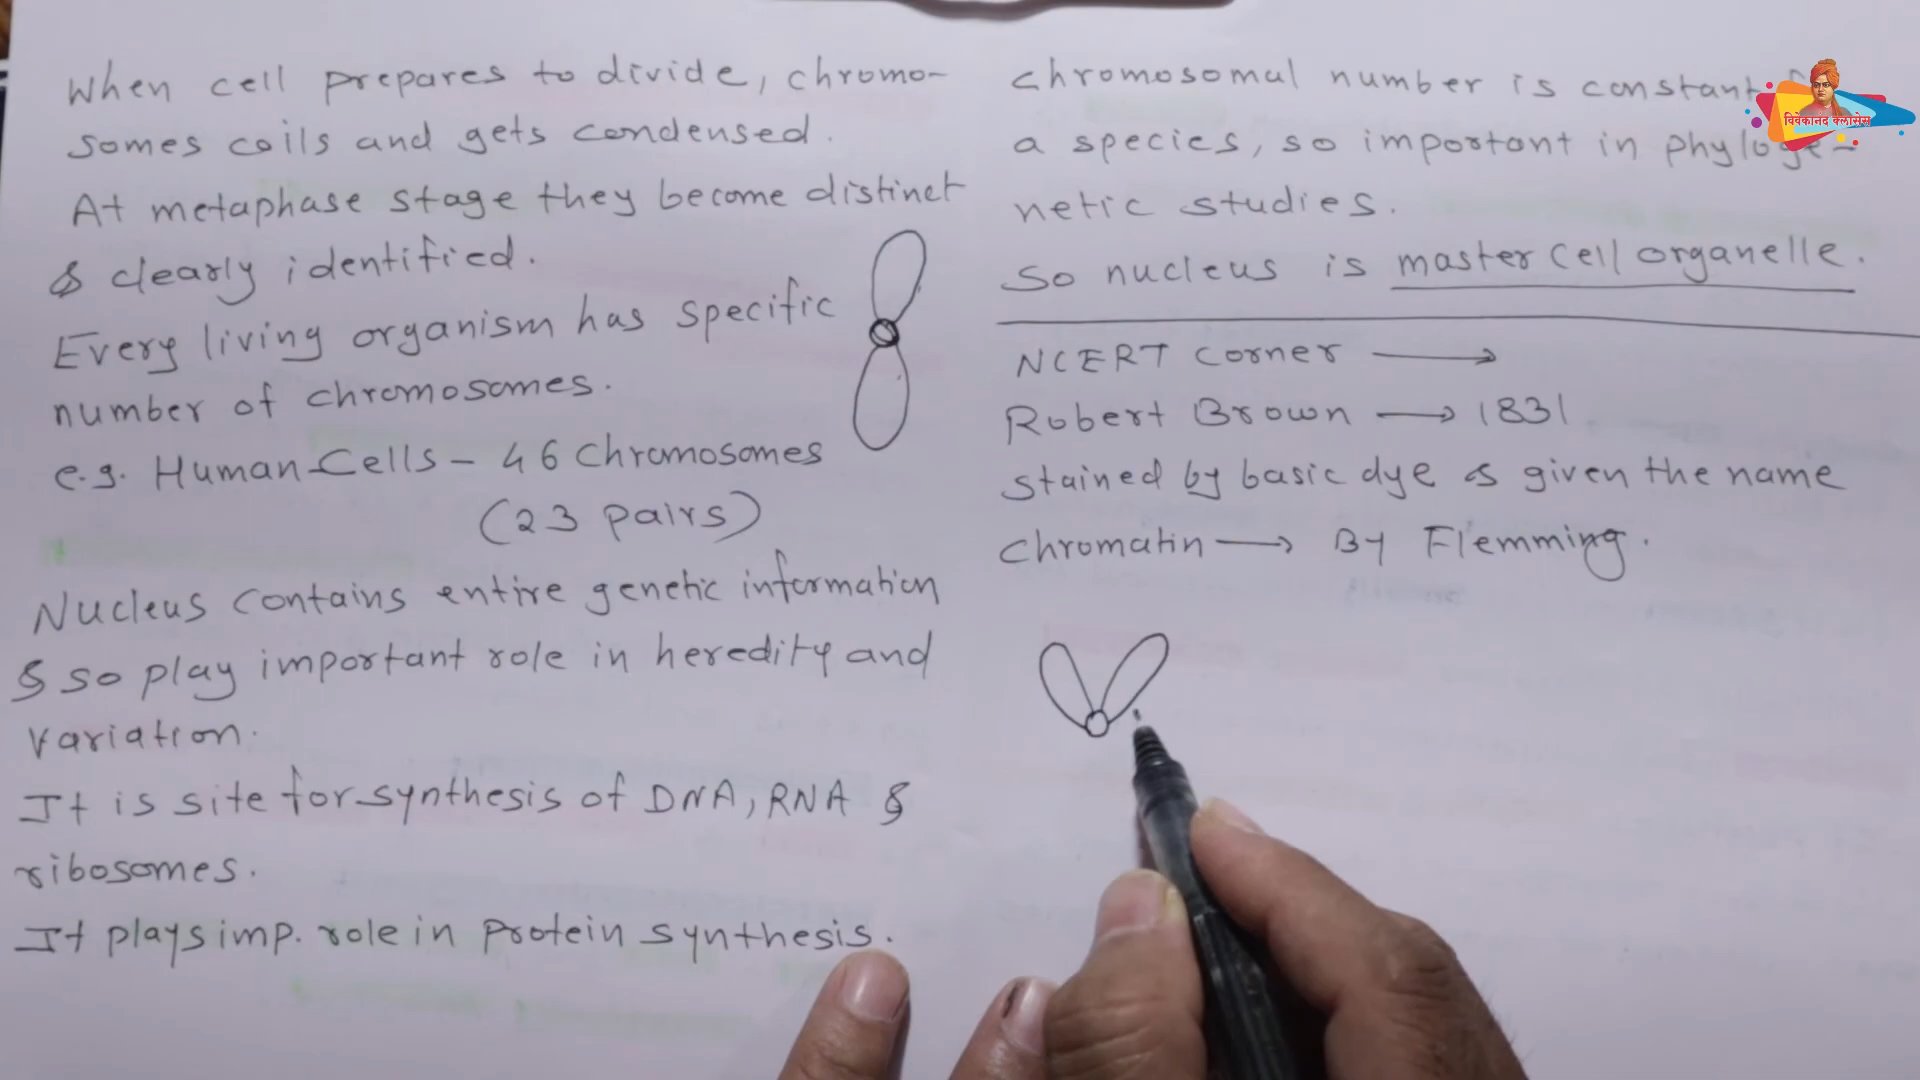 When cell prepares to divide, chromo-
somes coils and gets condensed.
At metaphase stage they become distinct
& clearly identified.
Every living organism has specific
number of chromosomes.
e.g. Human Cells - 46 Chromosomes
(23 pairs)
Nucleus contains entire genetic information
& so play important role in heredity and
variation.
It is site for synthesis of DNA, RNA &
ribosomes.
It plays imp. role in protein synthesis.
chromosomal number is constant
a species, so important in phyloge-
netic studies.
So nucleus is master cell organelle.
NCERT Corner ⟶
Robert Brown ⟶ 1831
stained by basic dye & given the name
chromatin ⟶ By Flemming.
विवेकानंद क्लासेस